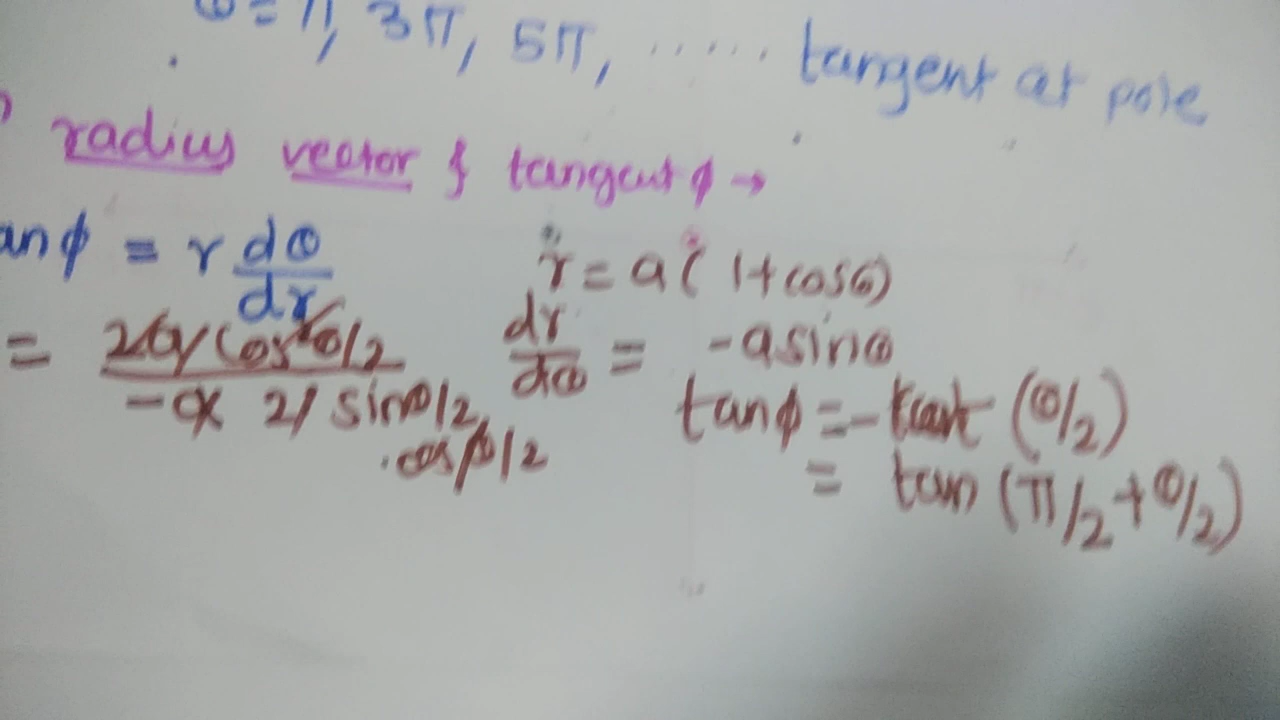 θ = π, 3π, 5π, ..... tangent at pole
radius vector & tangent φ →
anφ = r dθ/dr
r = a(1+cosθ)
= 2a cos²θ/2 / -a 2 sinθ/2 . cosθ/2
dr/dθ = -a sinθ
tanφ = - cot (θ/2)
= tan (π/2 + θ/2)